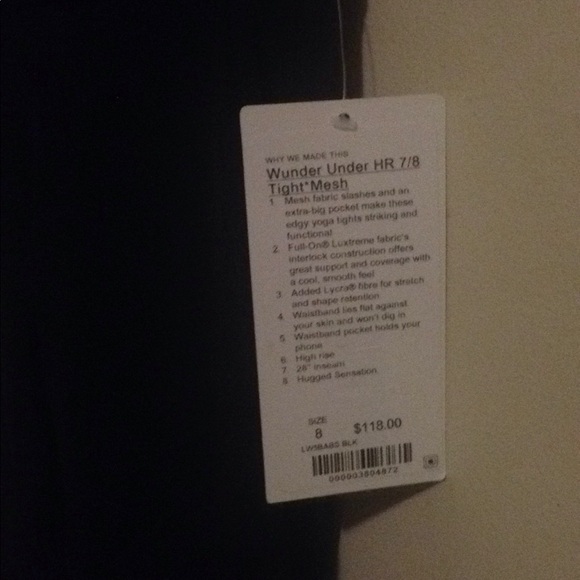 WHY WE MADE THIS
Wunder Under HR 7/8
Tight*Mesh
1 Mesh fabric slashes and an
extra-big pocket make these
edgy yoga tights striking and
functional
2. Full-On® Luxtreme fabric's
interlock construction offers
great support and coverage with
a cool, smooth feel
3 Added Lycra® fibre for stretch
and shape retention
4 Waistband lies flat against
your skin and won't dig in
5 Waistband pocket holds your
phone
6 High rise
7 28" inseam
8 Hugged Sensation
SIZE
8 $118.00
BLK